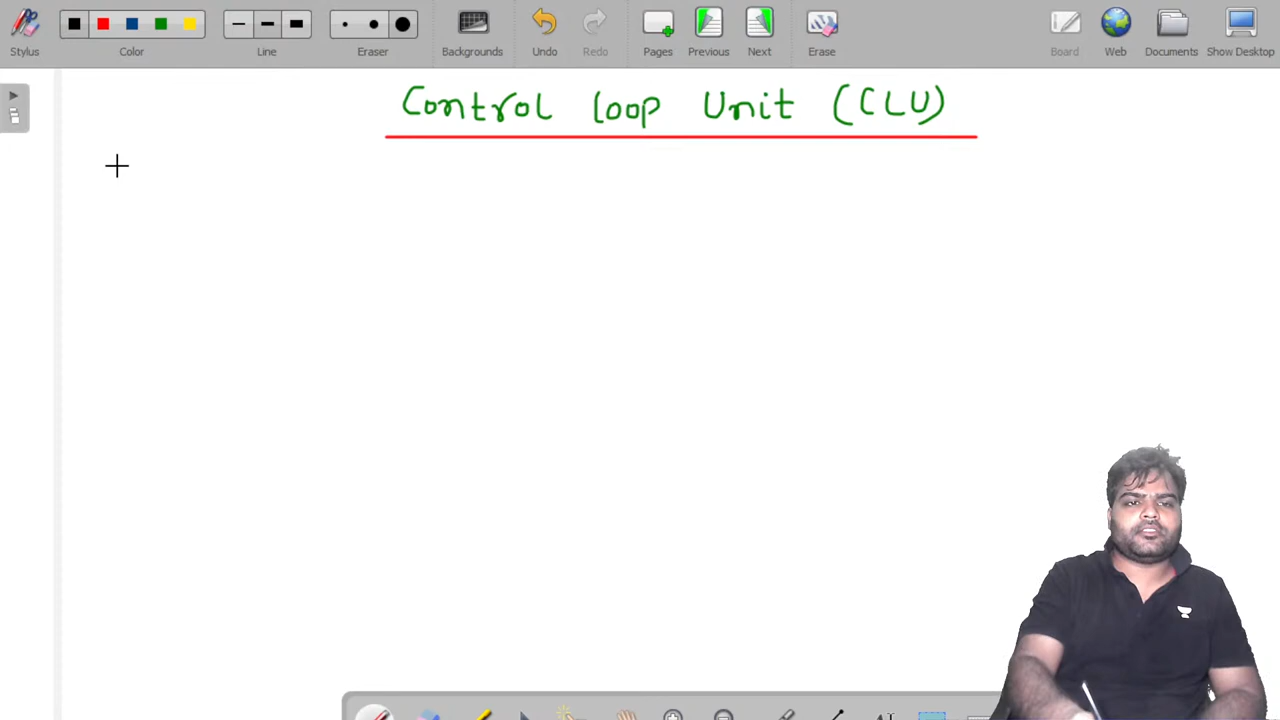 Stylus
Color
Line
Eraser
Backgrounds
Undo
Redo
Pages
Previous
Next
Erase
Board
Web
Documents
Show Desktop
Control loop Unit (CLU)